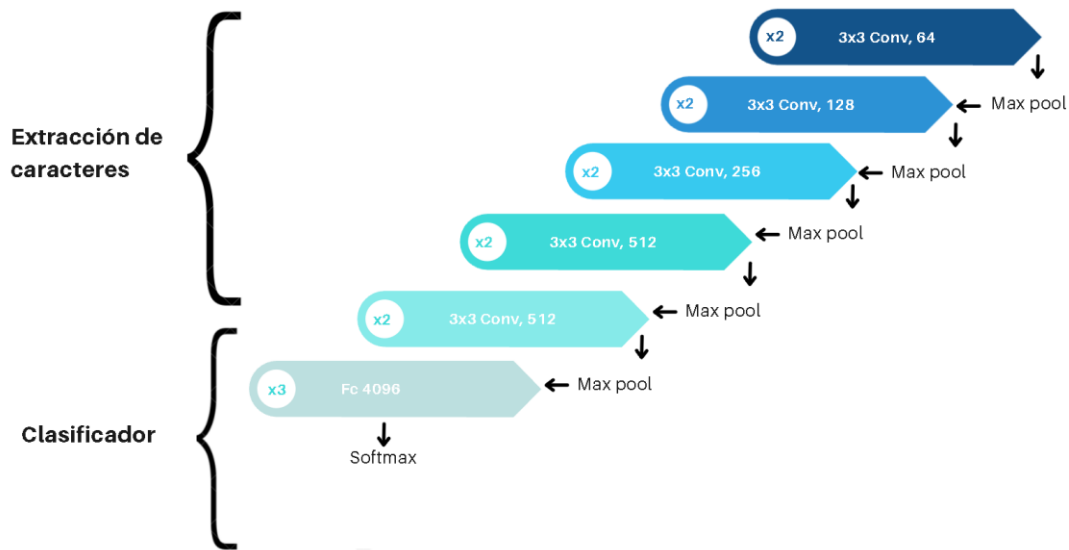 x2 3x3 Conv, 64
x2 3x3 Conv, 128 Max pool
Extracción de
caracteres
x2 3x3 Conv, 256 Max pool
x2 3x3 Conv, 512 Max pool
x2 3x3 Conv, 512 Max pool
x3 Fc 4096 Max pool
Clasificador
Softmax